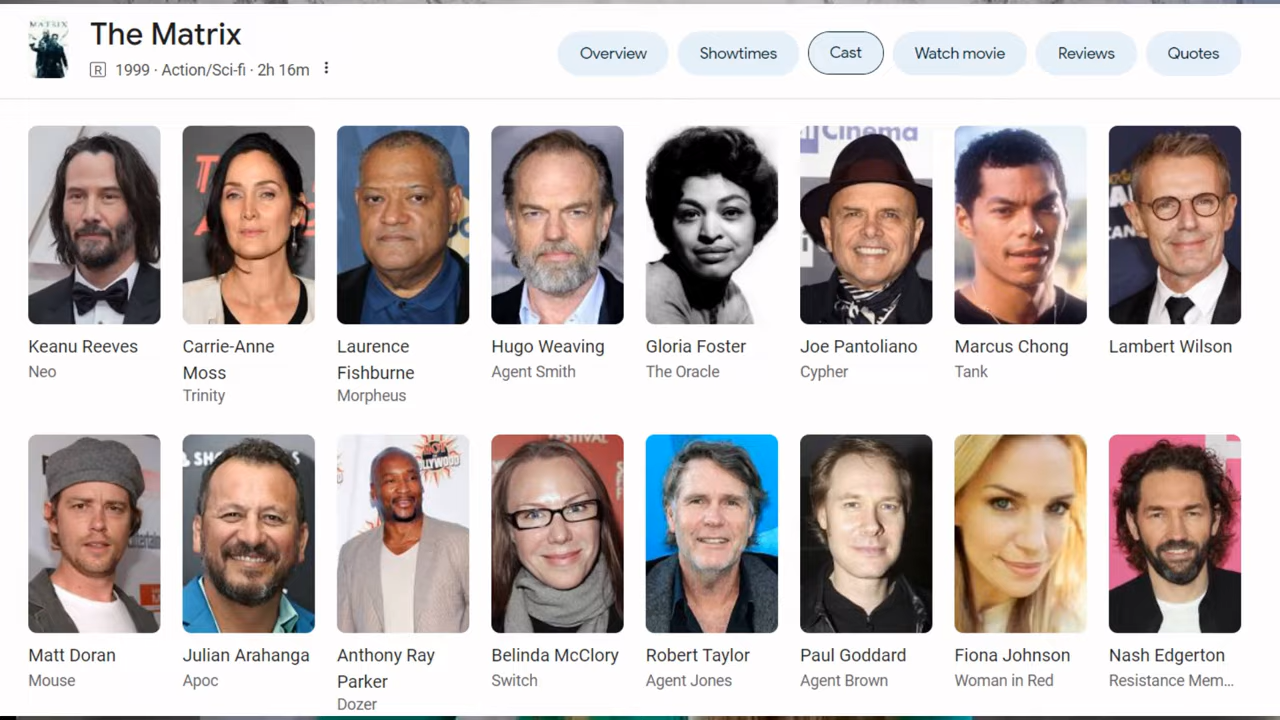 MATRIX
The Matrix
R 1999 · Action/Sci-fi · 2h 16m
Overview
Showtimes
Cast
Watch movie
Reviews
Quotes
Cinema
Keanu Reeves
Neo
Carrie-Anne
Moss
Trinity
Laurence
Fishburne
Morpheus
Hugo Weaving
Agent Smith
Gloria Foster
The Oracle
Joe Pantoliano
Cypher
Marcus Chong
Tank
Lambert Wilson
FESTIVAL
Matt Doran
Mouse
Julian Arahanga
Apoc
Anthony Ray
Parker
Dozer
Belinda McClory
Switch
Robert Taylor
Agent Jones
Paul Goddard
Agent Brown
Fiona Johnson
Woman in Red
Nash Edgerton
Resistance Mem...